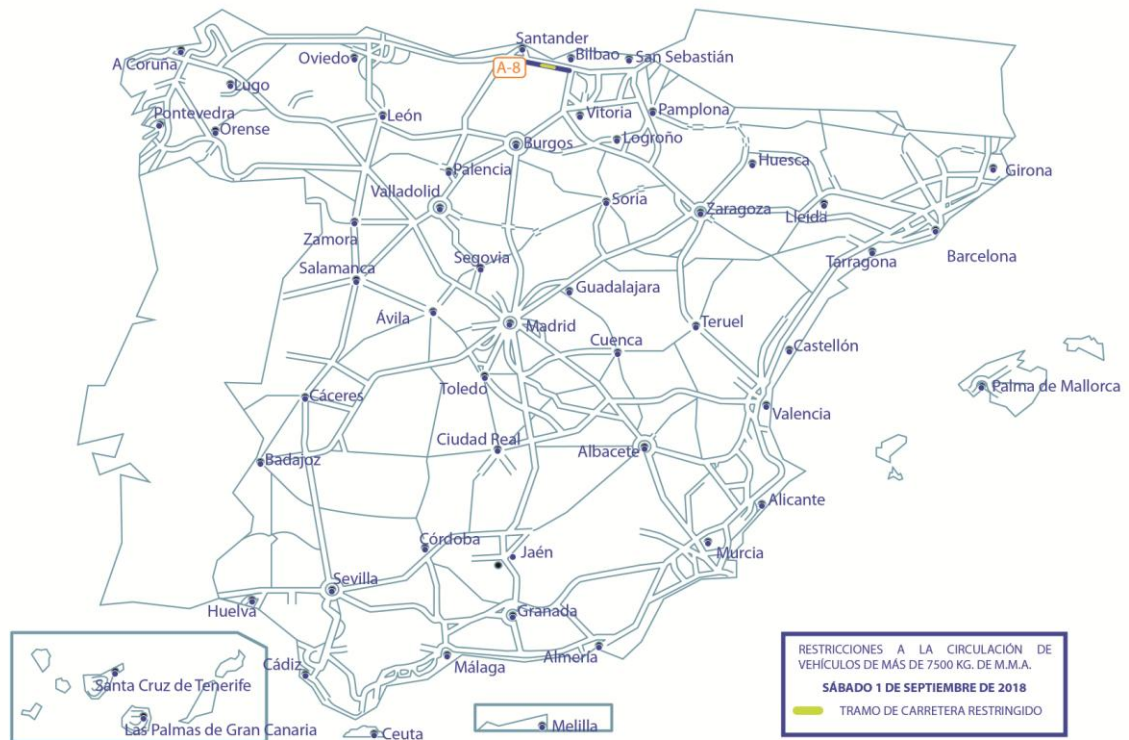 Santander
A Coruña
Oviedo
A-8
Bilbao
San Sebastián
Lugo
Pontevedra
Orense
León
Vitoria
Pamplona
Burgos
Logroño
Palencia
Huesca
Girona
Valladolid
Soria
Zaragoza
Lleida
Zamora
Barcelona
Segovia
Tarragona
Salamanca
Guadalajara
Ávila
Madrid
Teruel
Cuenca
Castellón
Toledo
Palma de Mallorca
Cáceres
Valencia
Ciudad Real
Albacete
Badajoz
Alicante
Córdoba
Jaén
Murcia
Sevilla
Huelva
Granada
Almería
Málaga
Cádiz
Santa Cruz de Tenerife
Las Palmas de Gran Canaria
Ceuta
Melilla
RESTRICCIONES A LA CIRCULACIÓN DE
VEHÍCULOS DE MÁS DE 7500 KG. DE M.M.A.
SÁBADO 1 DE SEPTIEMBRE DE 2018
TRAMO DE CARRETERA RESTRINGIDO